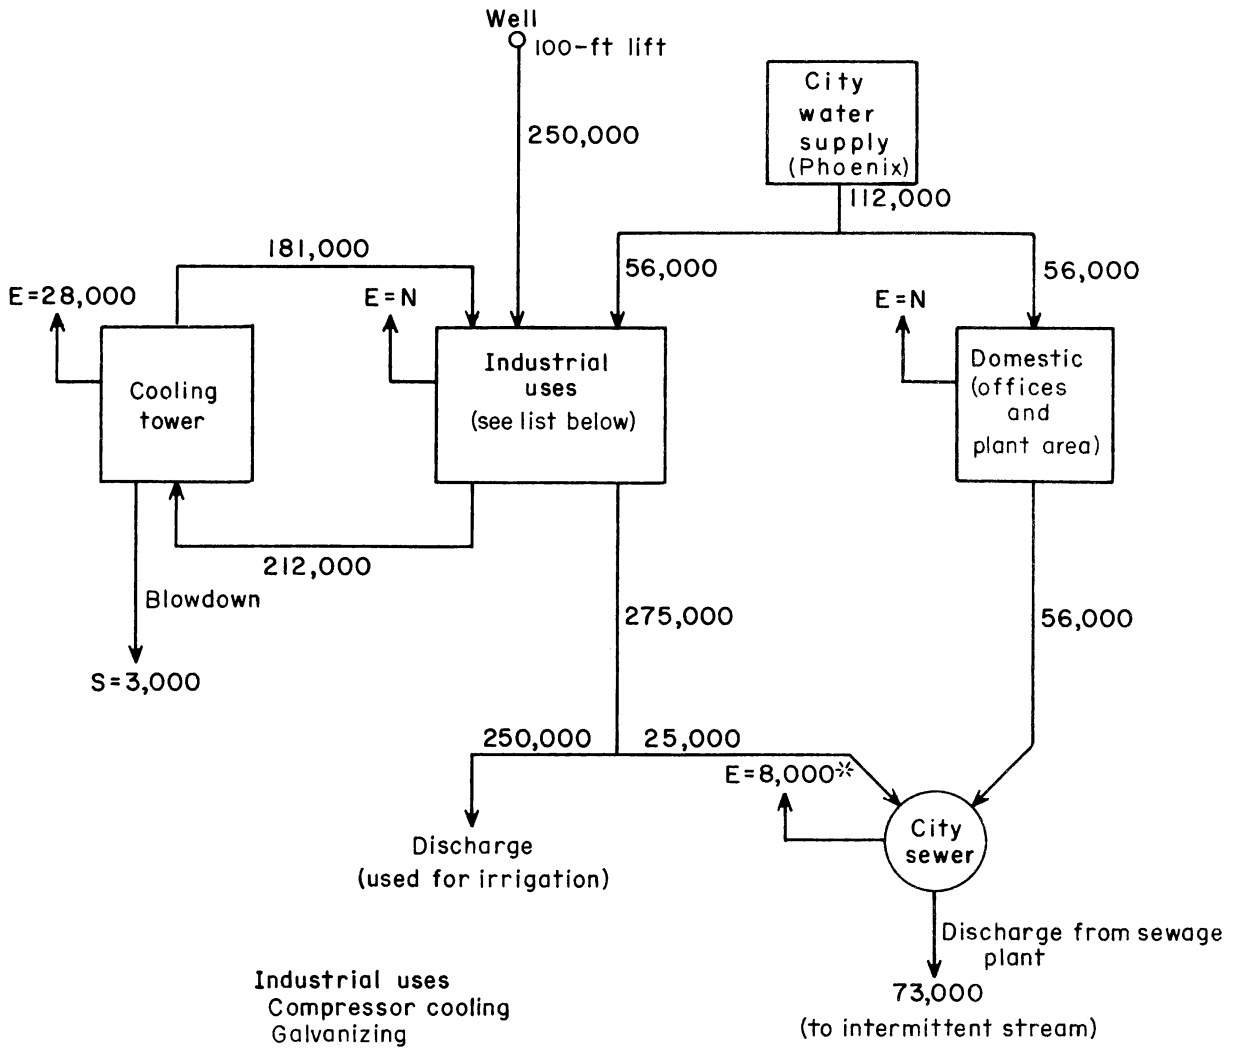 Well
100-ft lift
250,000
City
water
supply
(Phoenix)
112,000
181,000
56,000
56,000
E=28,000
E=N
E=N
Cooling
tower
Industrial
uses
(see list below)
Domestic
(offices
and
plant area)
212,000
Blowdown
275,000
56,000
S=3,000
250,000
25,000
E=8,000*
City
sewer
Discharge
(used for irrigation)
Discharge from sewage
plant
73,000
(to intermittent stream)
Industrial uses
Compressor cooling
Galvanizing